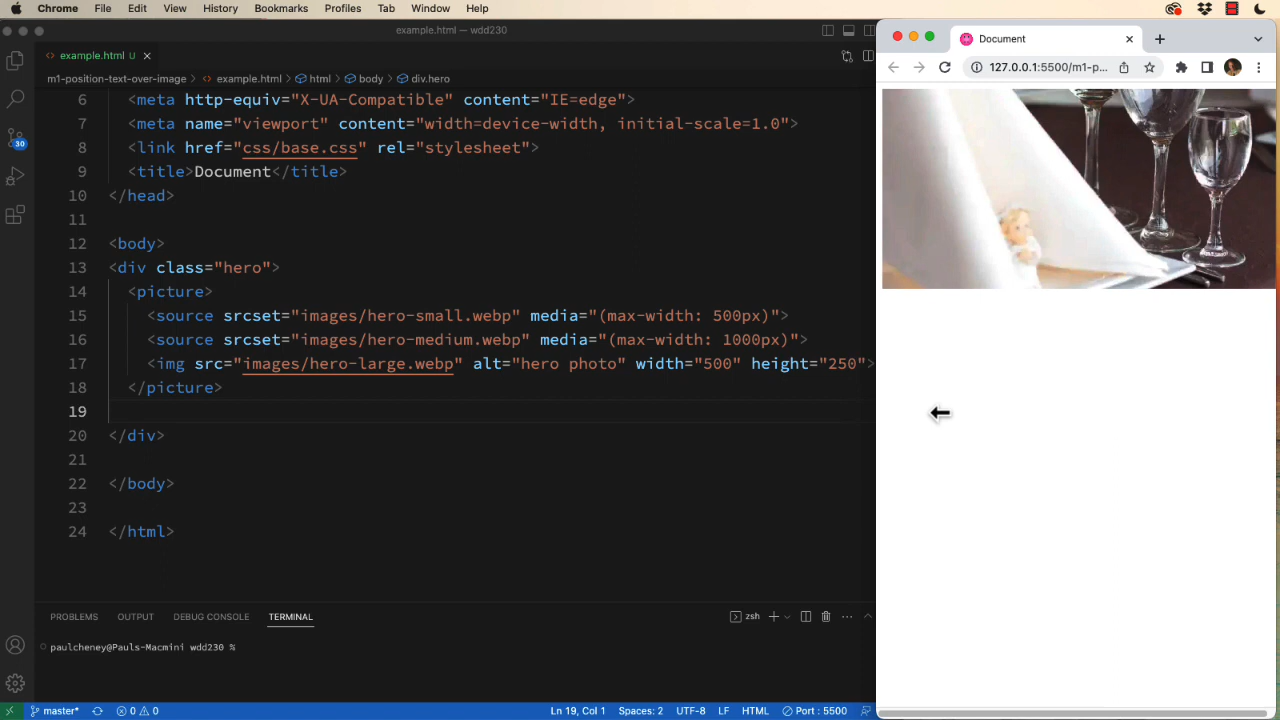 Chrome File Edit View History Bookmarks Profiles Tab Window Help
example.html — wdd230
example.html U
m1-position-text-over-image > example.html > html > body > div.hero
6 <meta http-equiv="X-UA-Compatible" content="IE=edge">
7 <meta name="viewport" content="width=device-width, initial-scale=1.0">
8 <link href="css/base.css" rel="stylesheet">
9 <title>Document</title>
10 </head>
11
12 <body>
13 <div class="hero">
14 <picture>
15 <source srcset="images/hero-small.webp" media="(max-width: 500px)">
16 <source srcset="images/hero-medium.webp" media="(max-width: 1000px)">
17 <img src="images/hero-large.webp" alt="hero photo" width="500" height="250">
18 </picture>
19
20 </div>
21
22 </body>
23
24 </html>
30
PROBLEMS OUTPUT DEBUG CONSOLE TERMINAL
zsh
paulcheney@Pauls-Macmini wdd230 %
master* 0 0 Ln 19, Col 1 Spaces: 2 UTF-8 LF HTML Port : 5500
Document
127.0.0.1:5500/m1-p...